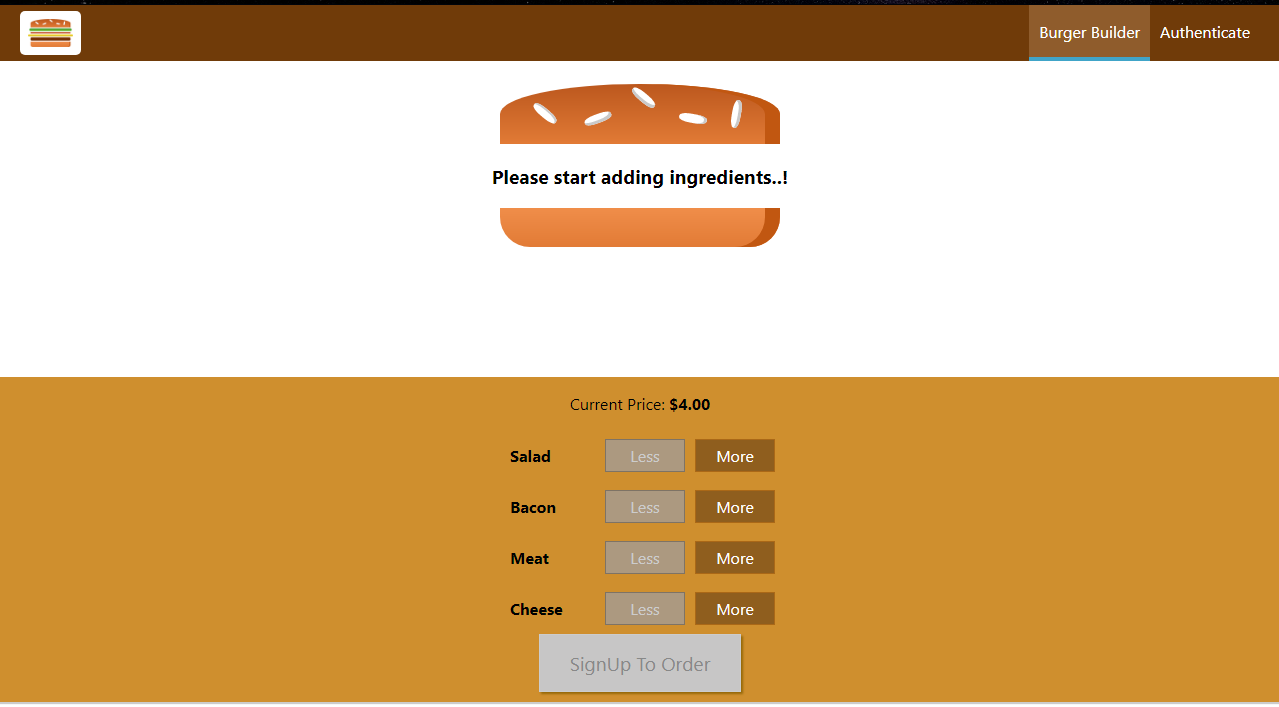 Burger Builder Authenticate
Please start adding ingredients..!
Current Price: $4.00
Salad Less More
Bacon Less More
Meat Less More
Cheese Less More
SignUp To Order